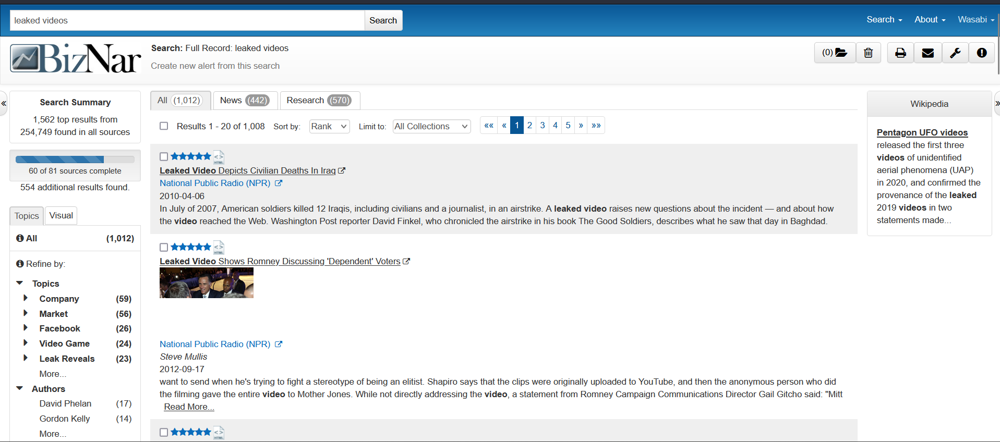 leaked videos
Search
Search
About
Wasabi
BizNar
Search: Full Record: leaked videos
Create new alert from this search
(0)
«
Search Summary
1,562 top results from
254,749 found in all sources
60 of 81 sources complete
554 additional results found.
Topics
Visual
All (1,012)
Refine by:
Topics
Company (59)
Market (56)
Facebook (26)
Video Game (24)
Leak Reveals (23)
More...
Authors
David Phelan (17)
Gordon Kelly (14)
More...
All (1,012)
News (442)
Research (570)
Results 1 - 20 of 1,008
Sort by:
Rank
Limit to:
All Collections
«« « 1 2 3 4 5 » »»
<> HTML
Leaked Video Depicts Civilian Deaths In Iraq
National Public Radio (NPR)
2010-04-06
In July of 2007, American soldiers killed 12 Iraqis, including civilians and a journalist, in an airstrike. A leaked video raises new questions about the incident — and about how
the video reached the Web. Washington Post reporter David Finkel, who chronicled the airstrike in his book The Good Soldiers, describes what he saw that day in Baghdad.
<> HTML
Leaked Video Shows Romney Discussing 'Dependent' Voters
National Public Radio (NPR)
Steve Mullis
2012-09-17
want to send when he's trying to fight a stereotype of being an elitist. Shapiro says that the clips were originally uploaded to YouTube, and then the anonymous person who did
the filming gave the entire video to Mother Jones. While not directly addressing the video, a statement from Romney Campaign Communications Director Gail Gitcho said: "Mitt
Read More...
<> HTML
Wikipedia
»
Pentagon UFO videos
released the first three
videos of unidentified
aerial phenomena (UAP)
in 2020, and confirmed the
provenance of the leaked
2019 videos in two
statements made...